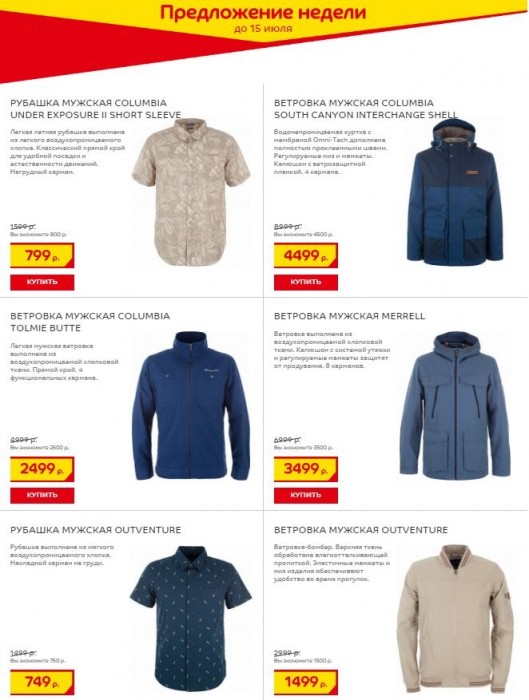 Предложение недели
до 15 июля
РУБАШКА МУЖСКАЯ COLUMBIA
UNDER EXPOSURE II SHORT SLEEVE
Легкая летняя рубашка выполнена
из легкого воздухопроницаемого
хлопка. Классический прямой крой
для удобной посадки и
естественности движений.
Нагрудный карман.
1599 р.
Вы экономите 800 р.
799 р.
КУПИТЬ
ВЕТРОВКА МУЖСКАЯ COLUMBIA
SOUTH CANYON INTERCHANGE SHELL
Водонепроницаемая куртка с
мембраной Omni-Tech дополнена
полностью проклеенными швами.
Регулируемые низ и манжеты.
Капюшон с ветрозащитной
планкой. 4 кармана.
8999 р.
Вы экономите 4500 р.
4499 р.
КУПИТЬ
ВЕТРОВКА МУЖСКАЯ COLUMBIA
TOLMIE BUTTE
Легкая мужская ветровка
выполнена из
воздухопроницаемой хлопковой
ткани. Прямой крой. 4
функциональных кармана.
4999 р.
Вы экономите 2500 р.
2499 р.
КУПИТЬ
ВЕТРОВКА МУЖСКАЯ MERRELL
Ветровка выполнена из
воздухопроницаемой хлопковой
ткани. Капюшон с системой утяжки
и регулируемые манжеты защитят
от продувания. 8 карманов.
6999 р.
Вы экономите 3500 р.
3499 р.
КУПИТЬ
РУБАШКА МУЖСКАЯ OUTVENTURE
Рубашка выполнена из мягкого
воздухопроницаемого хлопка.
Накладной карман на груди.
1499 р.
Вы экономите 750 р.
749 р.
ВЕТРОВКА МУЖСКАЯ OUTVENTURE
Ветровка-бомбер. Верхняя ткань
обработана влагоотталкивающей
пропиткой. Эластичные манжеты и
низ изделия обеспечивают
удобство во время прогулок.
2999 р.
Вы экономите 1500 р.
1499 р.